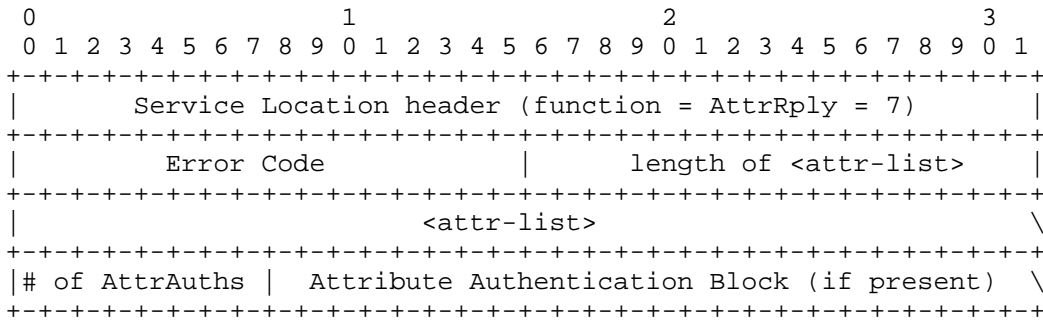 0                   1                   2                   3
 0 1 2 3 4 5 6 7 8 9 0 1 2 3 4 5 6 7 8 9 0 1 2 3 4 5 6 7 8 9 0 1
+-+-+-+-+-+-+-+-+-+-+-+-+-+-+-+-+-+-+-+-+-+-+-+-+-+-+-+-+-+-+-+-+
|       Service Location header (function = AttrRply = 7)       |
+-+-+-+-+-+-+-+-+-+-+-+-+-+-+-+-+-+-+-+-+-+-+-+-+-+-+-+-+-+-+-+-+
|         Error Code            |      length of <attr-list>    |
+-+-+-+-+-+-+-+-+-+-+-+-+-+-+-+-+-+-+-+-+-+-+-+-+-+-+-+-+-+-+-+-+
|                         <attr-list>                           \
+-+-+-+-+-+-+-+-+-+-+-+-+-+-+-+-+-+-+-+-+-+-+-+-+-+-+-+-+-+-+-+-+
|# of AttrAuths |  Attribute Authentication Block (if present)  \
+-+-+-+-+-+-+-+-+-+-+-+-+-+-+-+-+-+-+-+-+-+-+-+-+-+-+-+-+-+-+-+-+